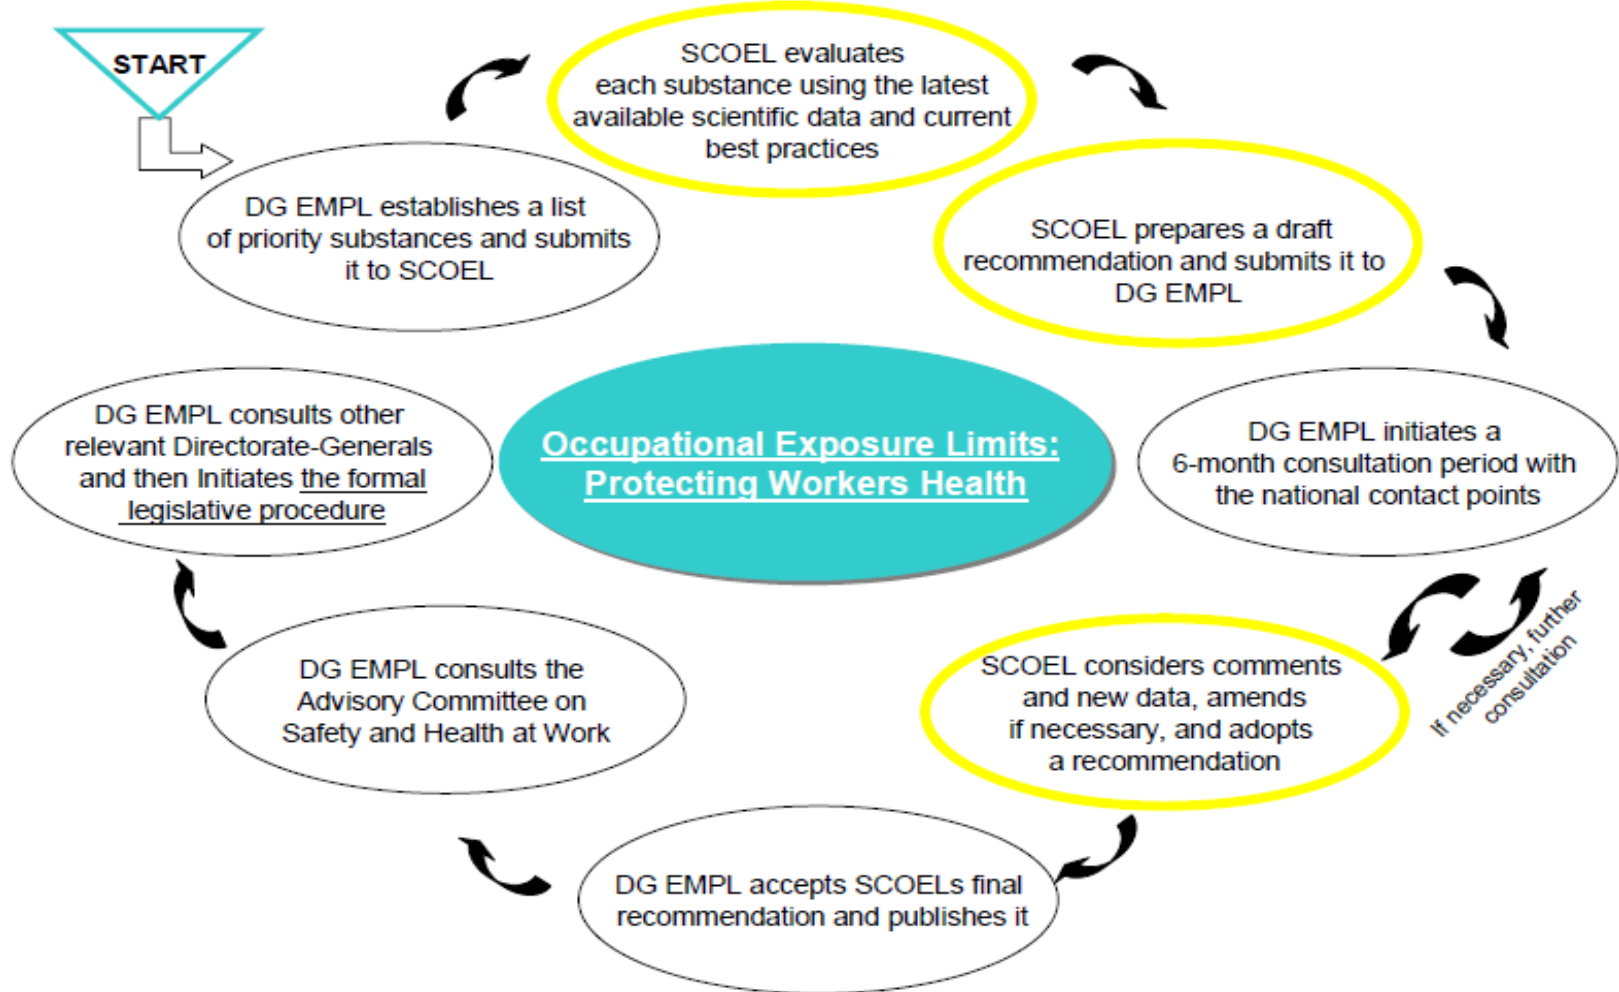 START
DG EMPL establishes a list
of priority substances and submits
it to SCOEL
SCOEL evaluates
each substance using the latest
available scientific data and current
best practices
SCOEL prepares a draft
recommendation and submits it to
DG EMPL
DG EMPL initiates a
6-month consultation period with
the national contact points
If necessary, further
consultation
SCOEL considers comments
and new data, amends
if necessary, and adopts
a recommendation
DG EMPL accepts SCOELs final
recommendation and publishes it
DG EMPL consults the
Advisory Committee on
Safety and Health at Work
DG EMPL consults other
relevant Directorate-Generals
and then Initiates the formal
legislative procedure
Occupational Exposure Limits:
Protecting Workers Health